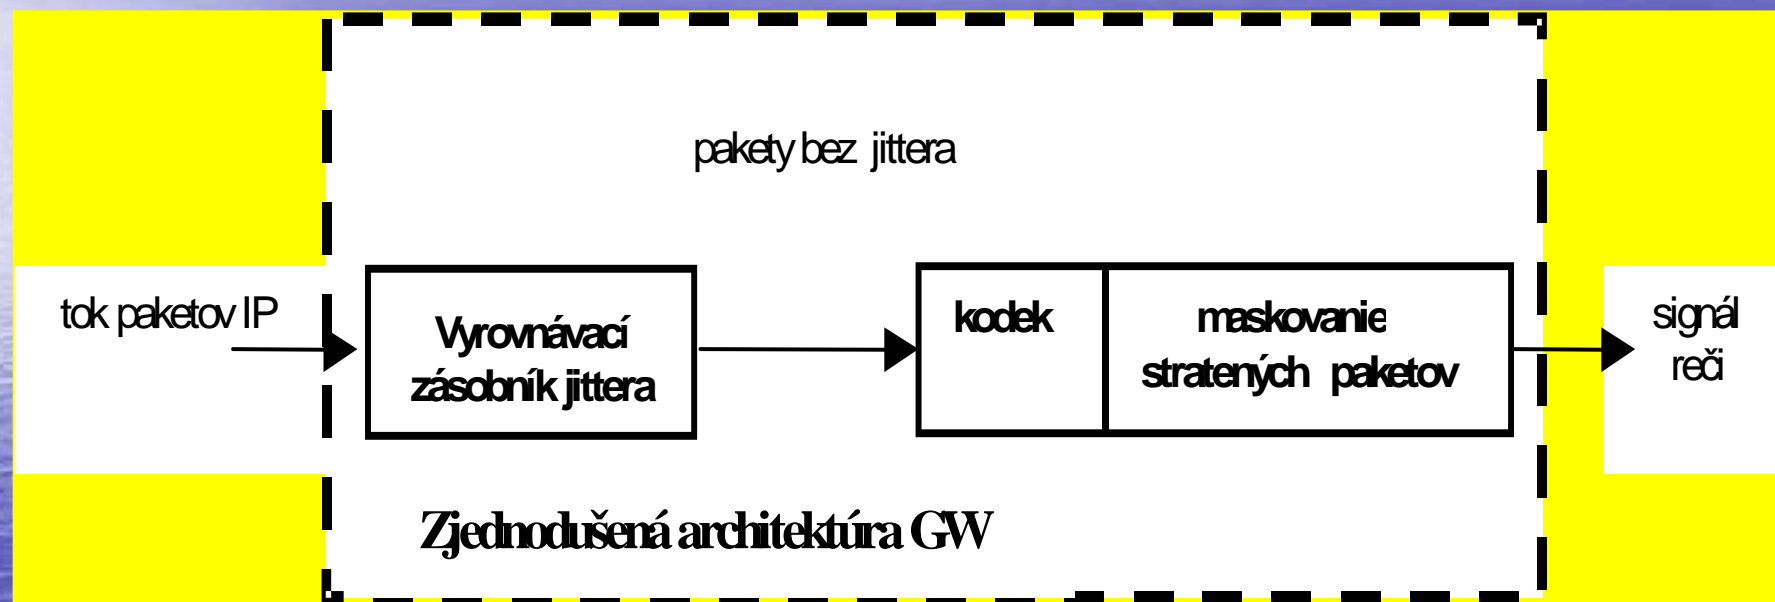 pakety bez jittera
tok paketov IP
Vyrovnávací
zásobník jittera
kodek
maskovanie
stratených paketov
signál
reči
Zjednodušená architektúra GW